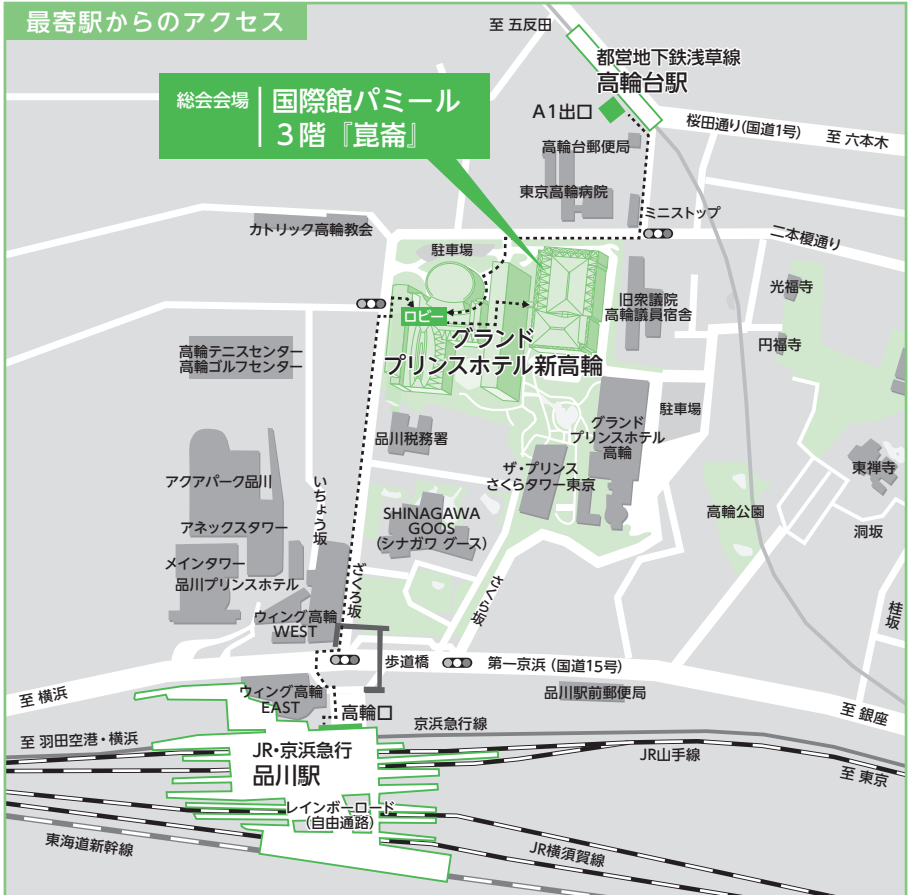 最寄駅からのアクセス
至 五反田
都営地下鉄浅草線
高輪台駅
総会会場
国際館パミール
3階『崑崙』
A1出口
桜田通り(国道1号)
至 六本木
高輪台郵便局
東京高輪病院
ミニストップ
カトリック高輪教会
二本榎通り
駐車場
光福寺
旧衆議院
高輪議員宿舎
ロビー
円福寺
グランド
プリンスホテル新高輪
高輪テニスセンター
高輪ゴルフセンター
駐車場
グランド
プリンスホテル
高輪
品川税務署
東禅寺
ザ・プリンス
さくらタワー東京
アクアパーク品川
いちょう坂
SHINAGAWA
GOOS
(シナガワ グース)
高輪公園
アネックスタワー
洞坂
メインタワー
品川プリンスホテル
ざくろ坂
さくら坂
桂坂
ウィング高輪
WEST
歩道橋
第一京浜(国道15号)
至 横浜
ウィング高輪
EAST
品川駅前郵便局
高輪口
至 銀座
京浜急行線
至 羽田空港・横浜
JR・京浜急行
品川駅
JR山手線
至 東京
レインボーロード
(自由通路)
東海道新幹線
JR横須賀線